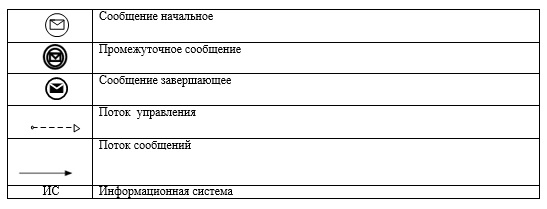 Сообщение начальное
Промежуточное сообщение
Сообщение завершающее
Поток управления
Поток сообщений
ИС Информационная система